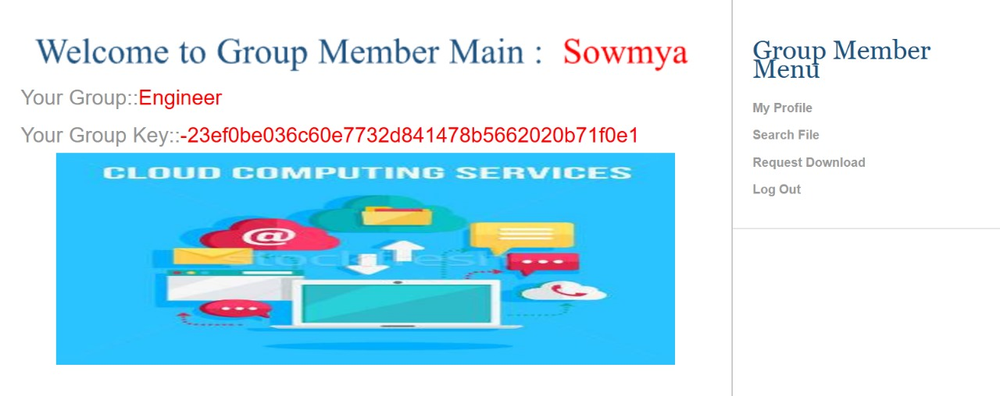 Welcome to Group Member Main : Sowmya
Your Group::Engineer
Your Group Key::-23ef0be036c60e7732d841478b5662020b71f0e1
CLOUD COMPUTING SERVICES
@
stockfresh
Group Member
Menu
My Profile
Search File
Request Download
Log Out